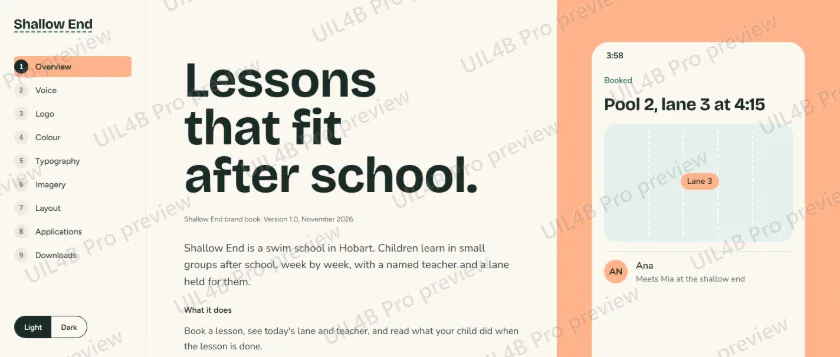 Shallow End
1 Overview
2 Voice
3 Logo
4 Colour
5 Typography
6 Imagery
7 Layout
8 Applications
9 Downloads
Light Dark
Lessons
that fit
after school.
Shallow End brand book. Version 1.0, November 2026.
Shallow End is a swim school in Hobart. Children learn in small
groups after school, week by week, with a named teacher and a lane
held for them.
What it does
Book a lesson, see today's lane and teacher, and read what your child did when
the lesson is done.
3:58
Booked
Pool 2, lane 3 at 4:15
Lane 3
AN
Ana
Meets Mia at the shallow end
UIL4B Pro preview